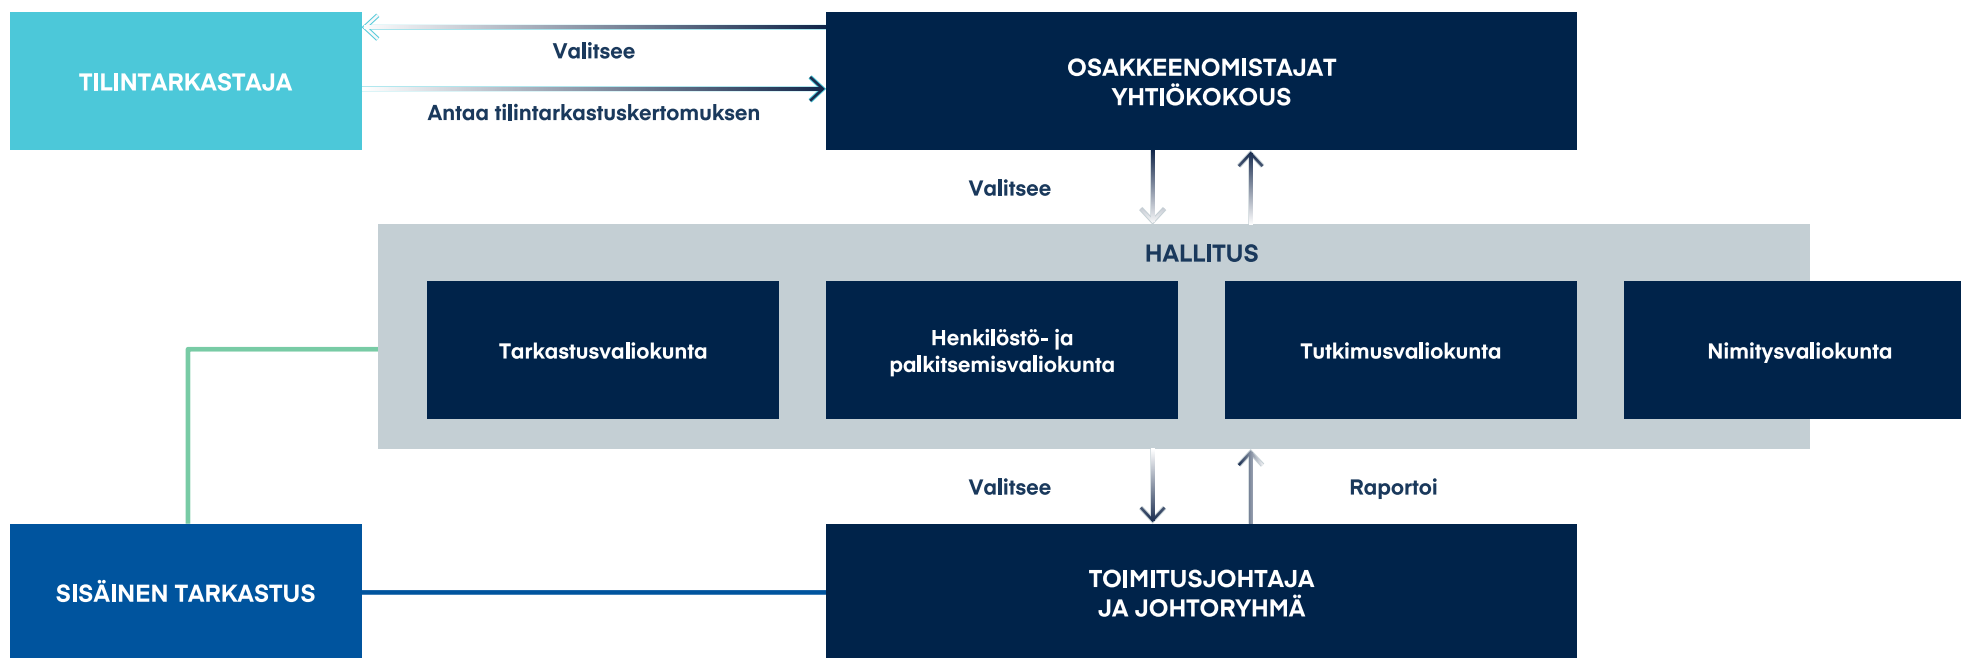 TILINTARKASTAJA
Valitsee
Antaa tilintarkastuskertomuksen
OSAKKEENOMISTAJAT
YHTIÖKOKOUS
Valitsee
HALLITUS
Tarkastusvaliokunta
Henkilöstö- ja
palkitsemisvaliokunta
Tutkimusvaliokunta
Nimitysvaliokunta
Valitsee
Raportoi
SISÄINEN TARKASTUS
TOIMITUSJOHTAJA
JA JOHTORYHMÄ